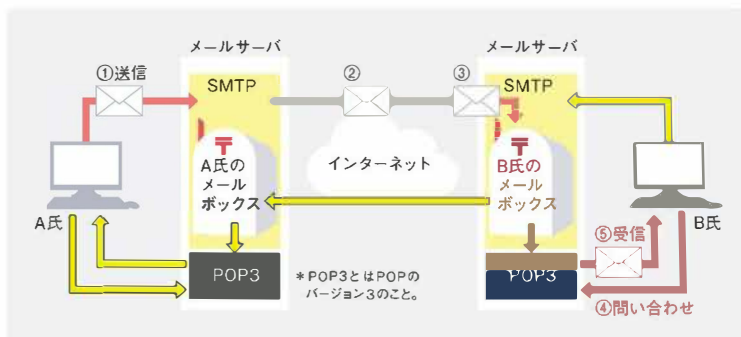 メールサーバ
メールサーバ
①送信
②
③
SMTP
SMTP
〒
A氏の
メール
ボックス
インターネット
〒
B氏の
メール
ボックス
A氏
B氏
⑤受信
POP3
POP3
*POP3とはPOPの
バージョン3のこと。
④問い合わせ